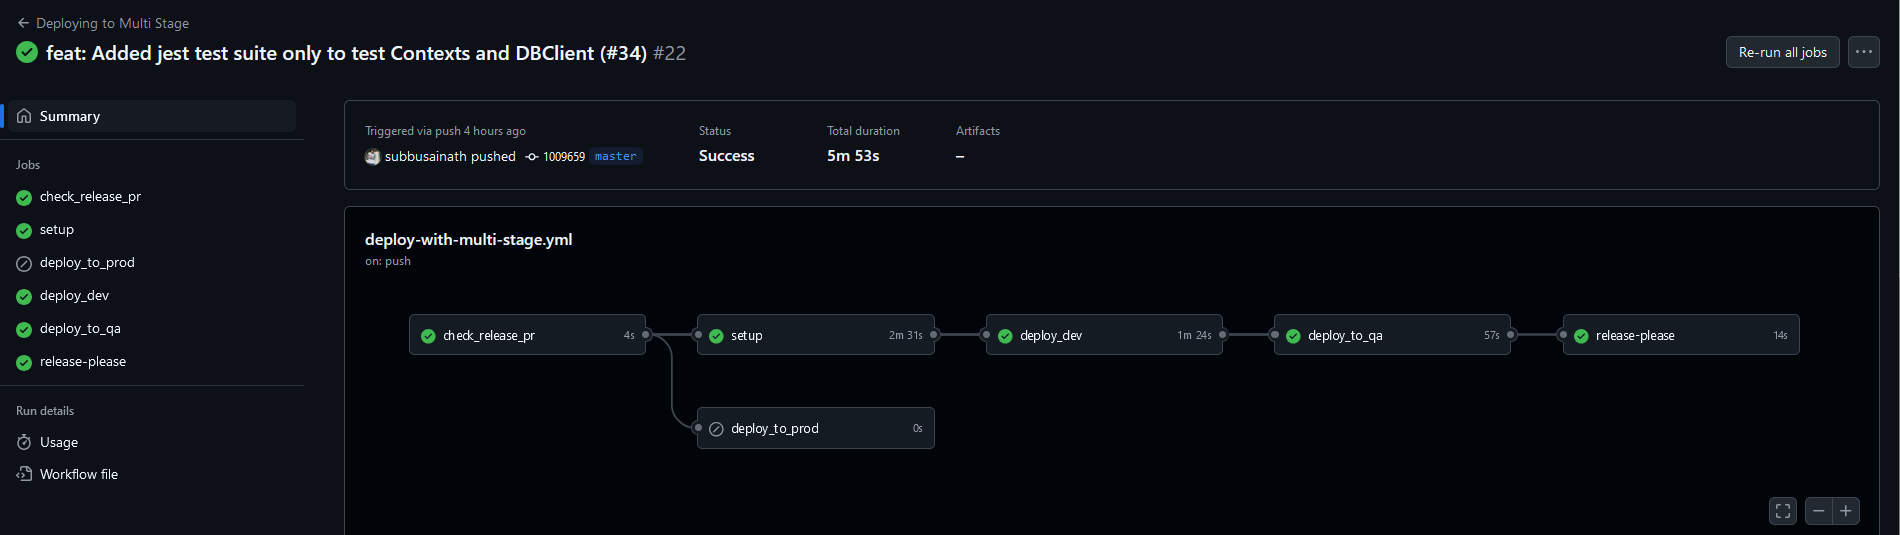 ← Deploying to Multi Stage
feat: Added jest test suite only to test Contexts and DBClient (#34) #22
Re-run all jobs
···
Summary
Jobs
check_release_pr
setup
deploy_to_prod
deploy_dev
deploy_to_qa
release-please
Run details
Usage
Workflow file
Triggered via push 4 hours ago
subbusainath pushed 1009659 master
Status
Success
Total duration
5m 53s
Artifacts
–
deploy-with-multi-stage.yml
on: push
check_release_pr 4s
setup 2m 31s
deploy_dev 1m 24s
deploy_to_qa 57s
release-please 14s
deploy_to_prod 0s